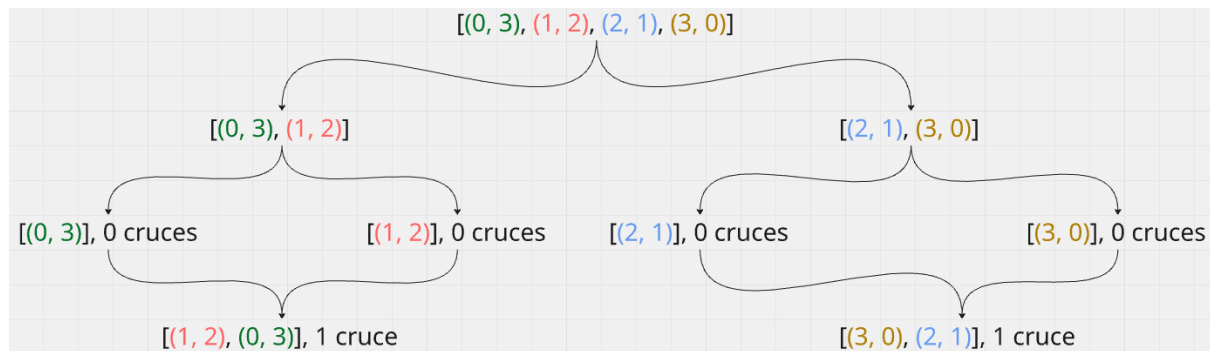 [(0, 3), (1, 2), (2, 1), (3, 0)]
[(0, 3), (1, 2)]
[(2, 1), (3, 0)]
[(0, 3)], 0 cruces
[(1, 2)], 0 cruces
[(2, 1)], 0 cruces
[(3, 0)], 0 cruces
[(1, 2), (0, 3)], 1 cruce
[(3, 0), (2, 1)], 1 cruce